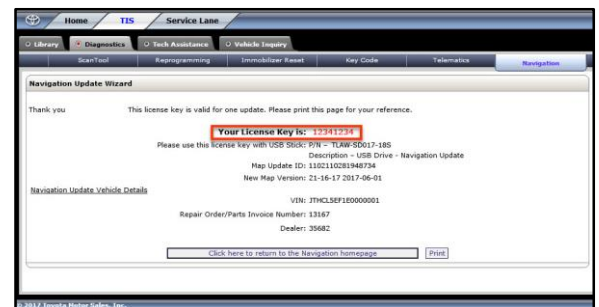 Home TIS Service Lane
Library Diagnostics Tech Assistance Vehicle Inquiry
ScanTool Reprogramming Immobilizer Reset Key Code Telematics Navigation
Navigation Update Wizard
Thank you This license key is valid for one update. Please print this page for your reference.
Your License Key is: 12341234
Please use this license key with USB Stick: P/N - TLAW-SD017-18S
Description - USB Drive - Navigation Update
Map Update ID: 1102110281948734
New Map Version: 21-16-17 2017-06-01
Navigation Update Vehicle Details
VIN: JTHCL5EF1E0000001
Repair Order/Parts Invoice Number: 13167
Dealer: 35682
Click here to return to the Navigation homepage Print
© 2017 Toyota Motor Sales, Inc.